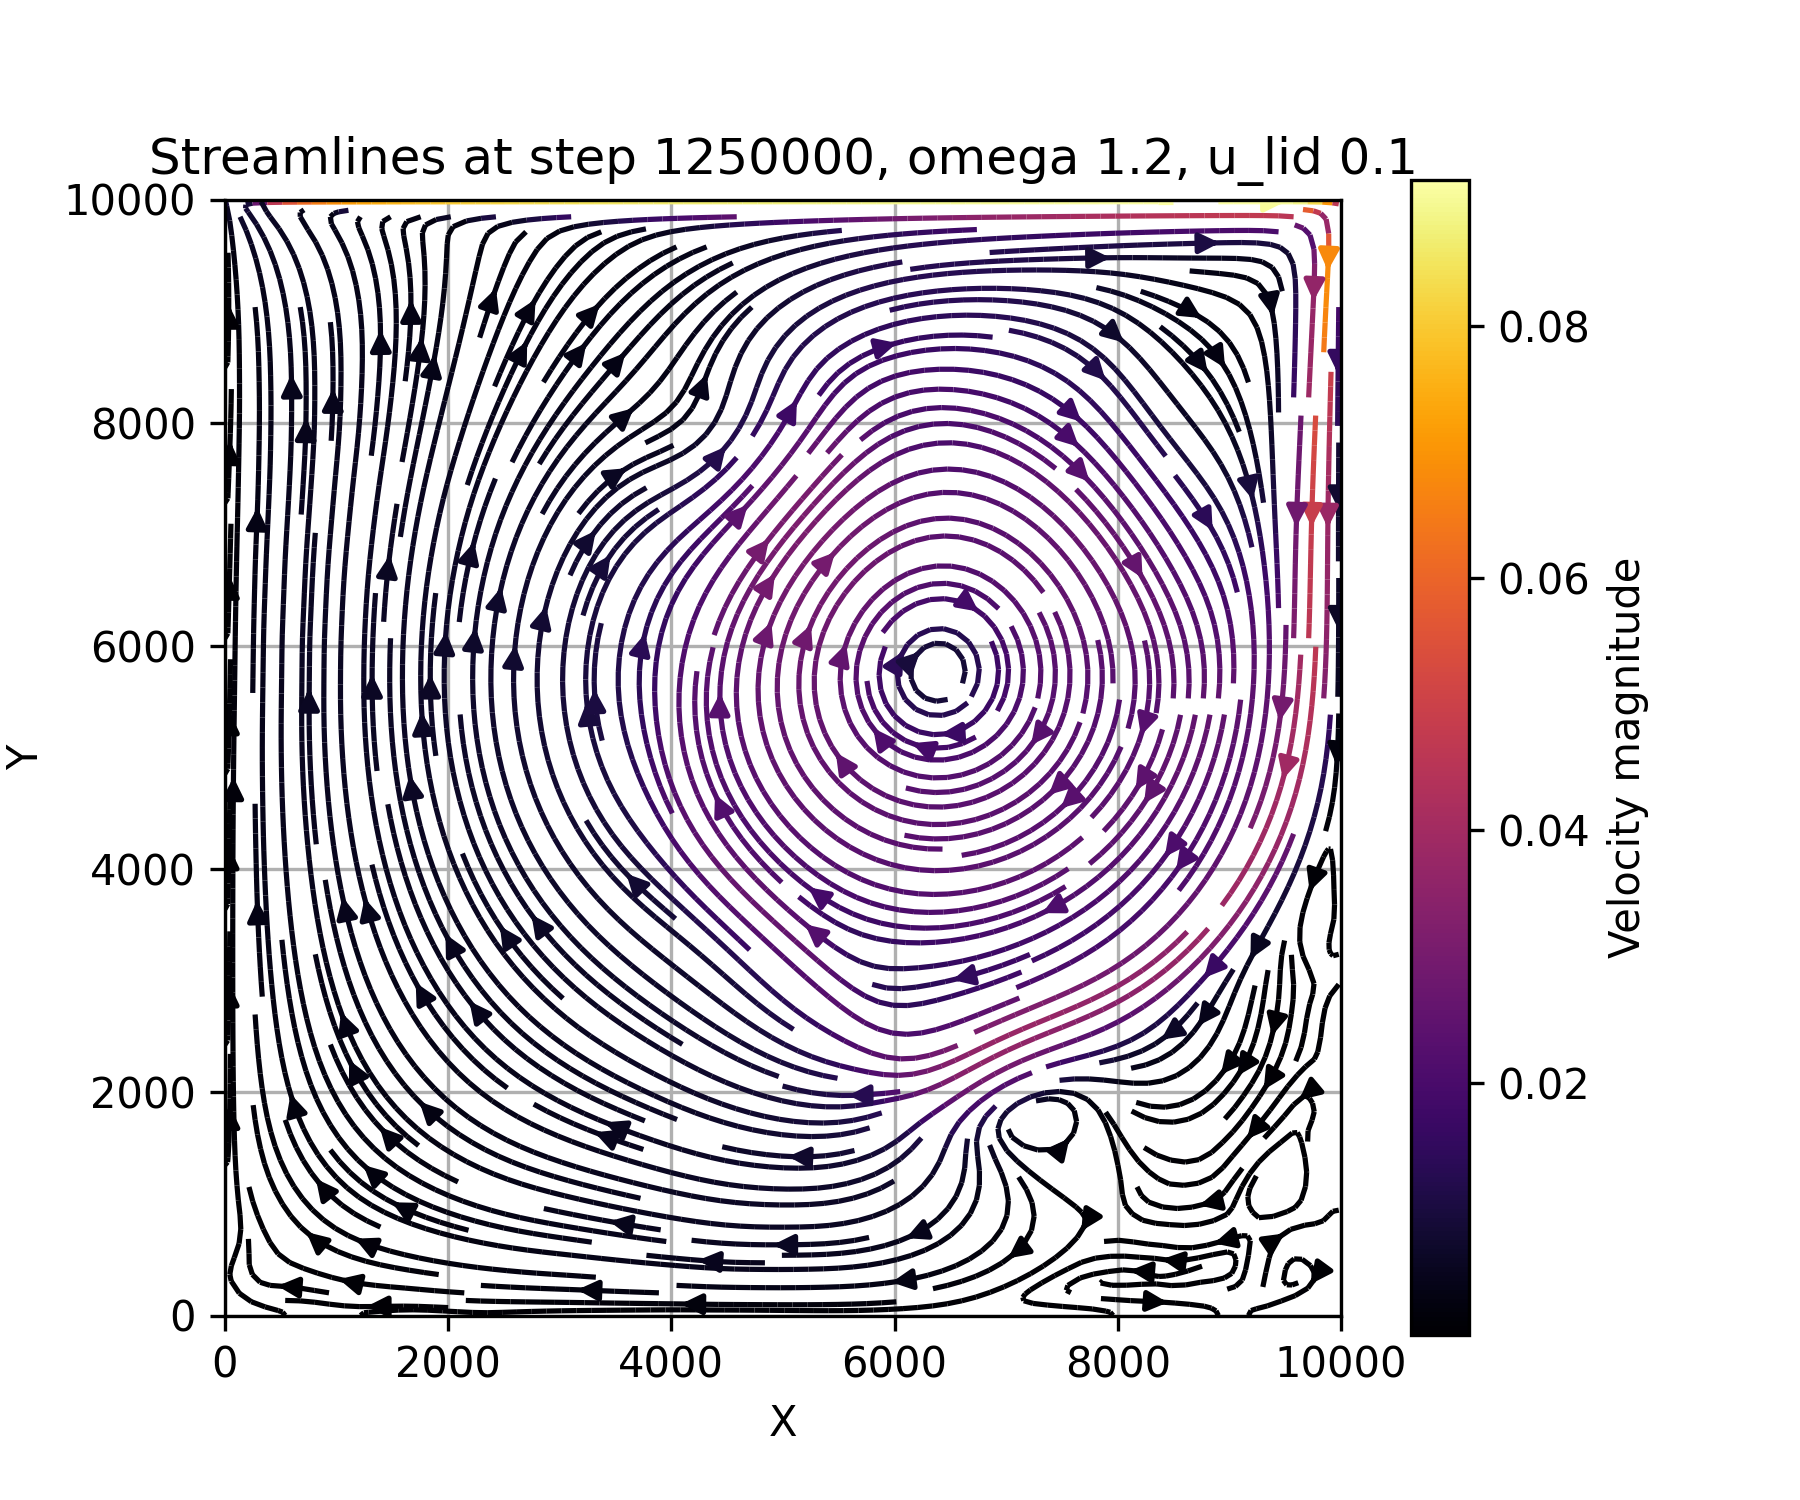 Streamlines at step 1250000, omega 1.2, u_lid 0.1
10000
8000
6000
4000
2000
0
Y
0 2000 4000 6000 8000 10000
X
0.08
0.06
0.04
0.02
Velocity magnitude